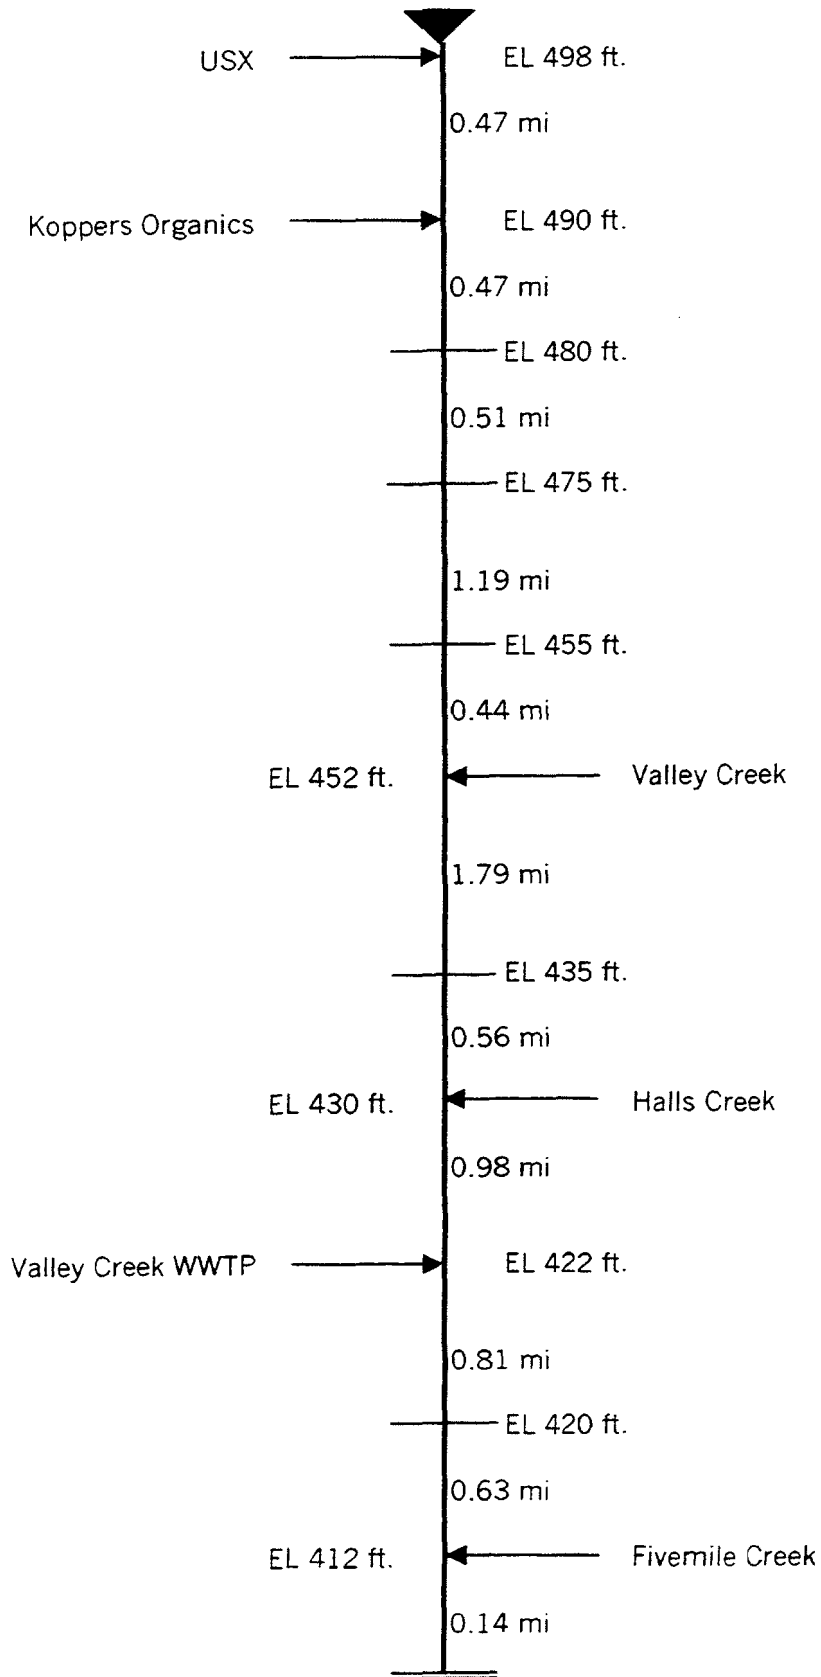 USX EL 498 ft.
0.47 mi
Koppers Organics EL 490 ft.
0.47 mi
EL 480 ft.
0.51 mi
EL 475 ft.
1.19 mi
EL 455 ft.
0.44 mi
EL 452 ft. Valley Creek
1.79 mi
EL 435 ft.
0.56 mi
EL 430 ft. Halls Creek
0.98 mi
Valley Creek WWTP EL 422 ft.
0.81 mi
EL 420 ft.
0.63 mi
EL 412 ft. Fivemile Creek
0.14 mi